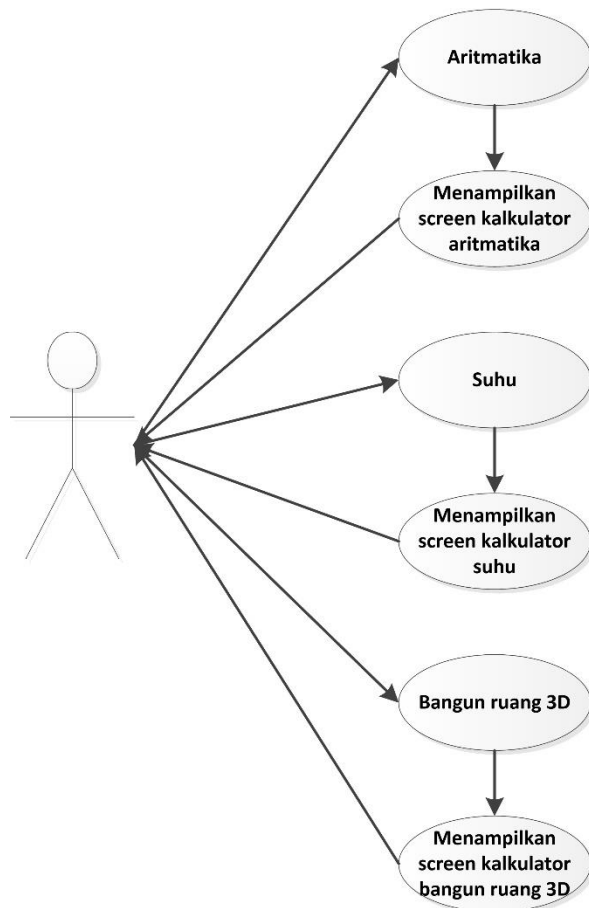 Aritmatika
Menampilkan
screen kalkulator
aritmatika
Suhu
Menampilkan
screen kalkulator
suhu
Bangun ruang 3D
Menampilkan
screen kalkulator
bangun ruang 3D